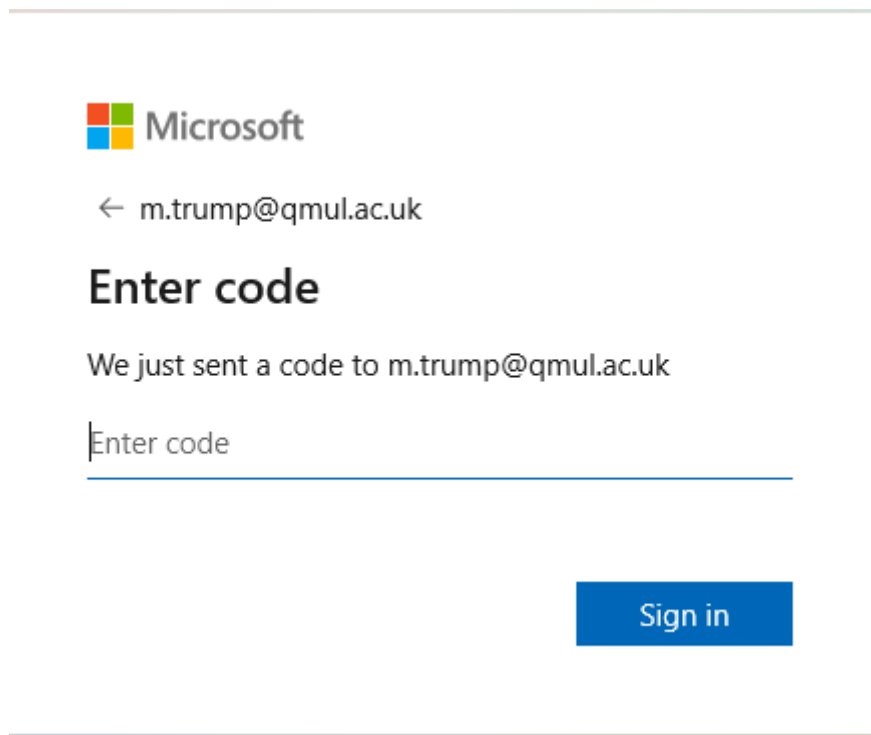 Microsoft
← m.trump@qmul.ac.uk
Enter code
We just sent a code to m.trump@qmul.ac.uk
Enter code
Sign in